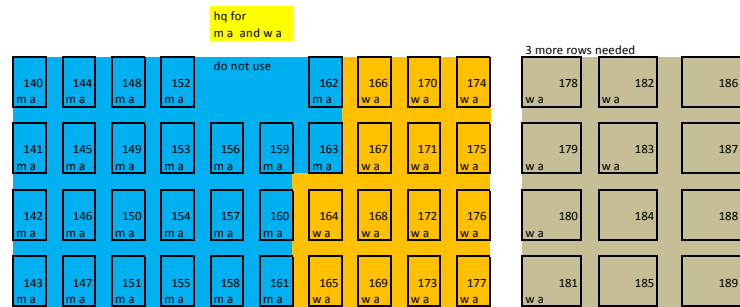 hq for
m a and w a
do not use
3 more rows needed
140 144 148 152 162 166 170 174 178 182 186
m a m a m a m a m a w a w a w a w a w a
141 145 149 153 156 159 163 167 171 175 179 183 187
m a m a m a m a m a m a m a w a w a w a w a w a
142 146 150 154 157 160 164 168 172 176 180 184 188
m a m a m a m a m a m a w a w a w a w a w a
143 147 151 155 158 161 165 169 173 177 181 185 189
m a m a m a m a m a m a w a w a w a w a w a